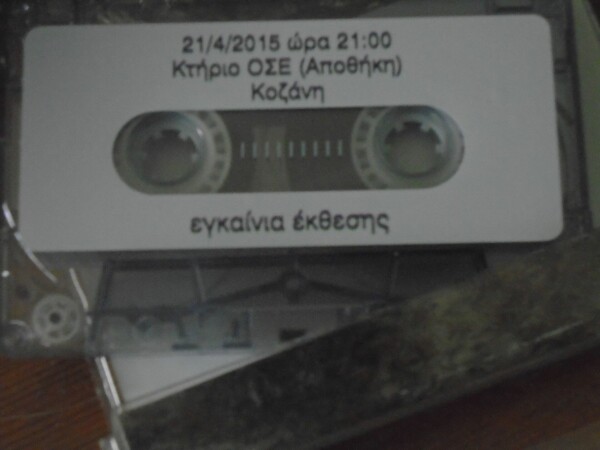 21/4/2015 ώρα 21:00
Κτήριο ΟΣΕ (Αποθήκη)
Κοζάνη
εγκαίνια έκθεσης